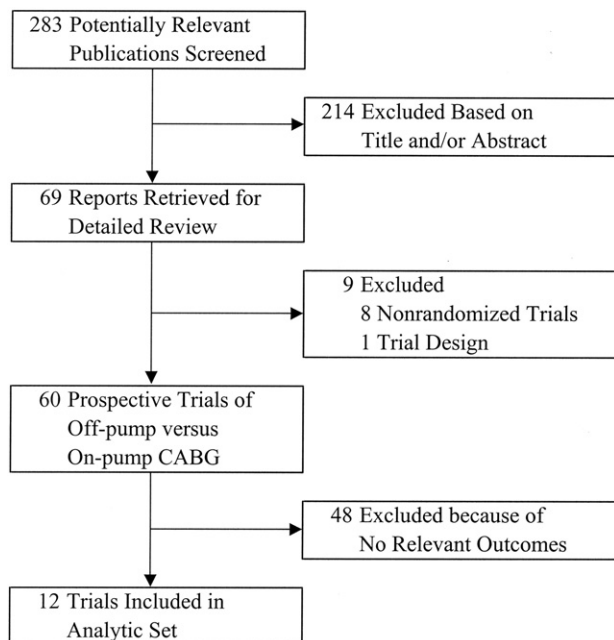 283 Potentially Relevant
Publications Screened
214 Excluded Based on
Title and/or Abstract
69 Reports Retrieved for
Detailed Review
9 Excluded
8 Nonrandomized Trials
1 Trial Design
60 Prospective Trials of
Off-pump versus
On-pump CABG
48 Excluded because of
No Relevant Outcomes
12 Trials Included in
Analytic Set